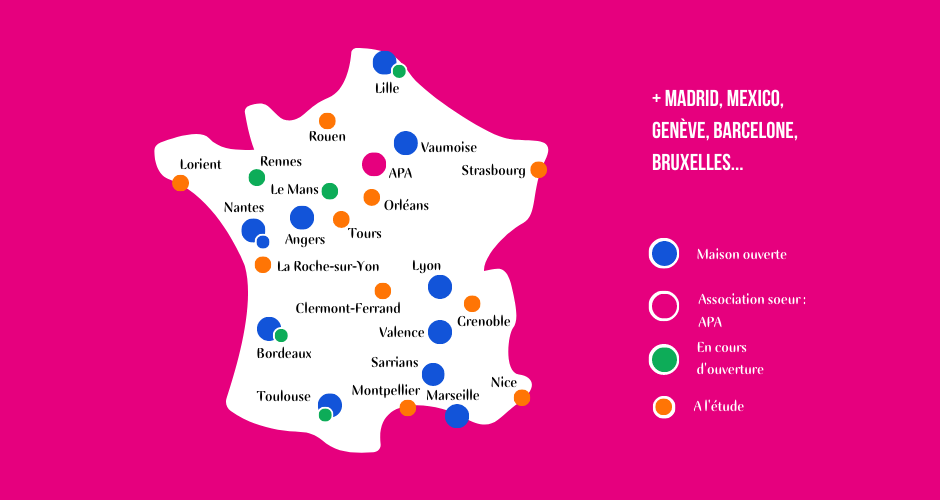 Lille
Rouen
Vaumoise
Lorient
Rennes
APA
Strasbourg
Le Mans
Orléans
Nantes
Angers
Tours
La Roche-sur-Yon
Lyon
Clermont-Ferrand
Grenoble
Valence
Bordeaux
Sarrians
Toulouse
Montpellier
Marseille
Nice
+ MADRID, MEXICO,
GENÈVE, BARCELONE,
BRUXELLES...
Maison ouverte
Association soeur :
APA
En cours
d'ouverture
A l'étude